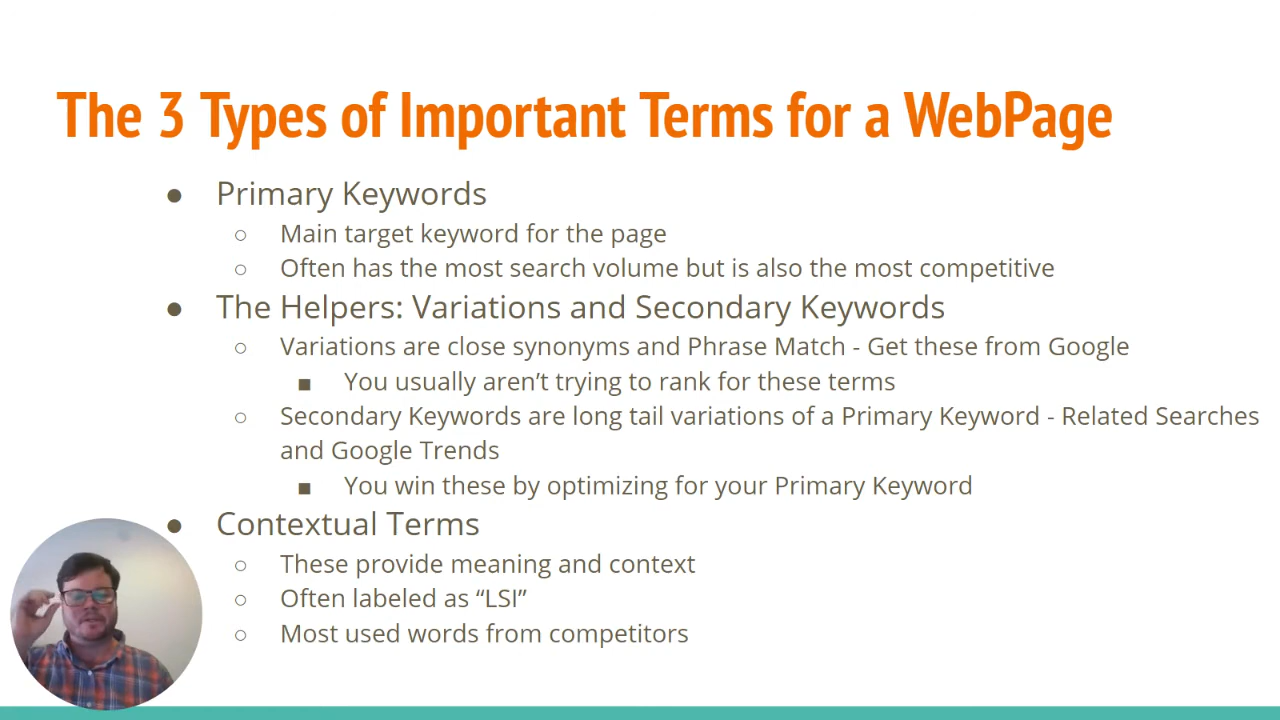 The 3 Types of Important Terms for a WebPage
● Primary Keywords
○ Main target keyword for the page
○ Often has the most search volume but is also the most competitive
● The Helpers: Variations and Secondary Keywords
○ Variations are close synonyms and Phrase Match - Get these from Google
■ You usually aren’t trying to rank for these terms
○ Secondary Keywords are long tail variations of a Primary Keyword - Related Searches
and Google Trends
■ You win these by optimizing for your Primary Keyword
● Contextual Terms
○ These provide meaning and context
○ Often labeled as “LSI”
○ Most used words from competitors